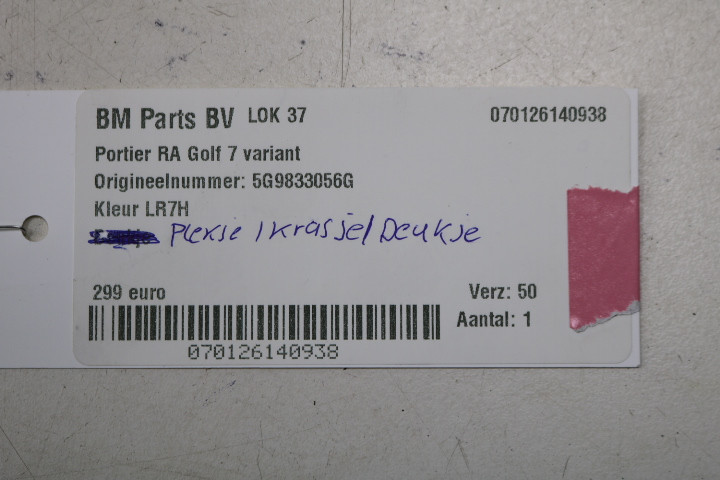 BM Parts BV LOK 37 070126140938
Portier RA Golf 7 variant
Origineelnummer: 5G9833056G
Kleur LR7H
Plekje / krasje / Deukje
299 euro Verz: 50
Aantal: 1
070126140938